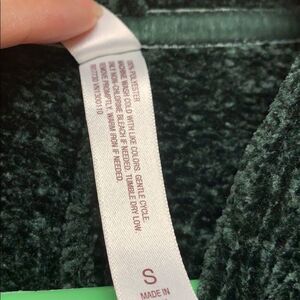 100% POLYESTER
MACHINE WASH COLD WITH LIKE COLORS. GENTLE CYCLE.
ONLY NON-CHLORINE BLEACH IF NEEDED. TUMBLE DRY LOW.
REMOVE PROMPTLY. WARM IRON IF NEEDED.
S
MADE IN